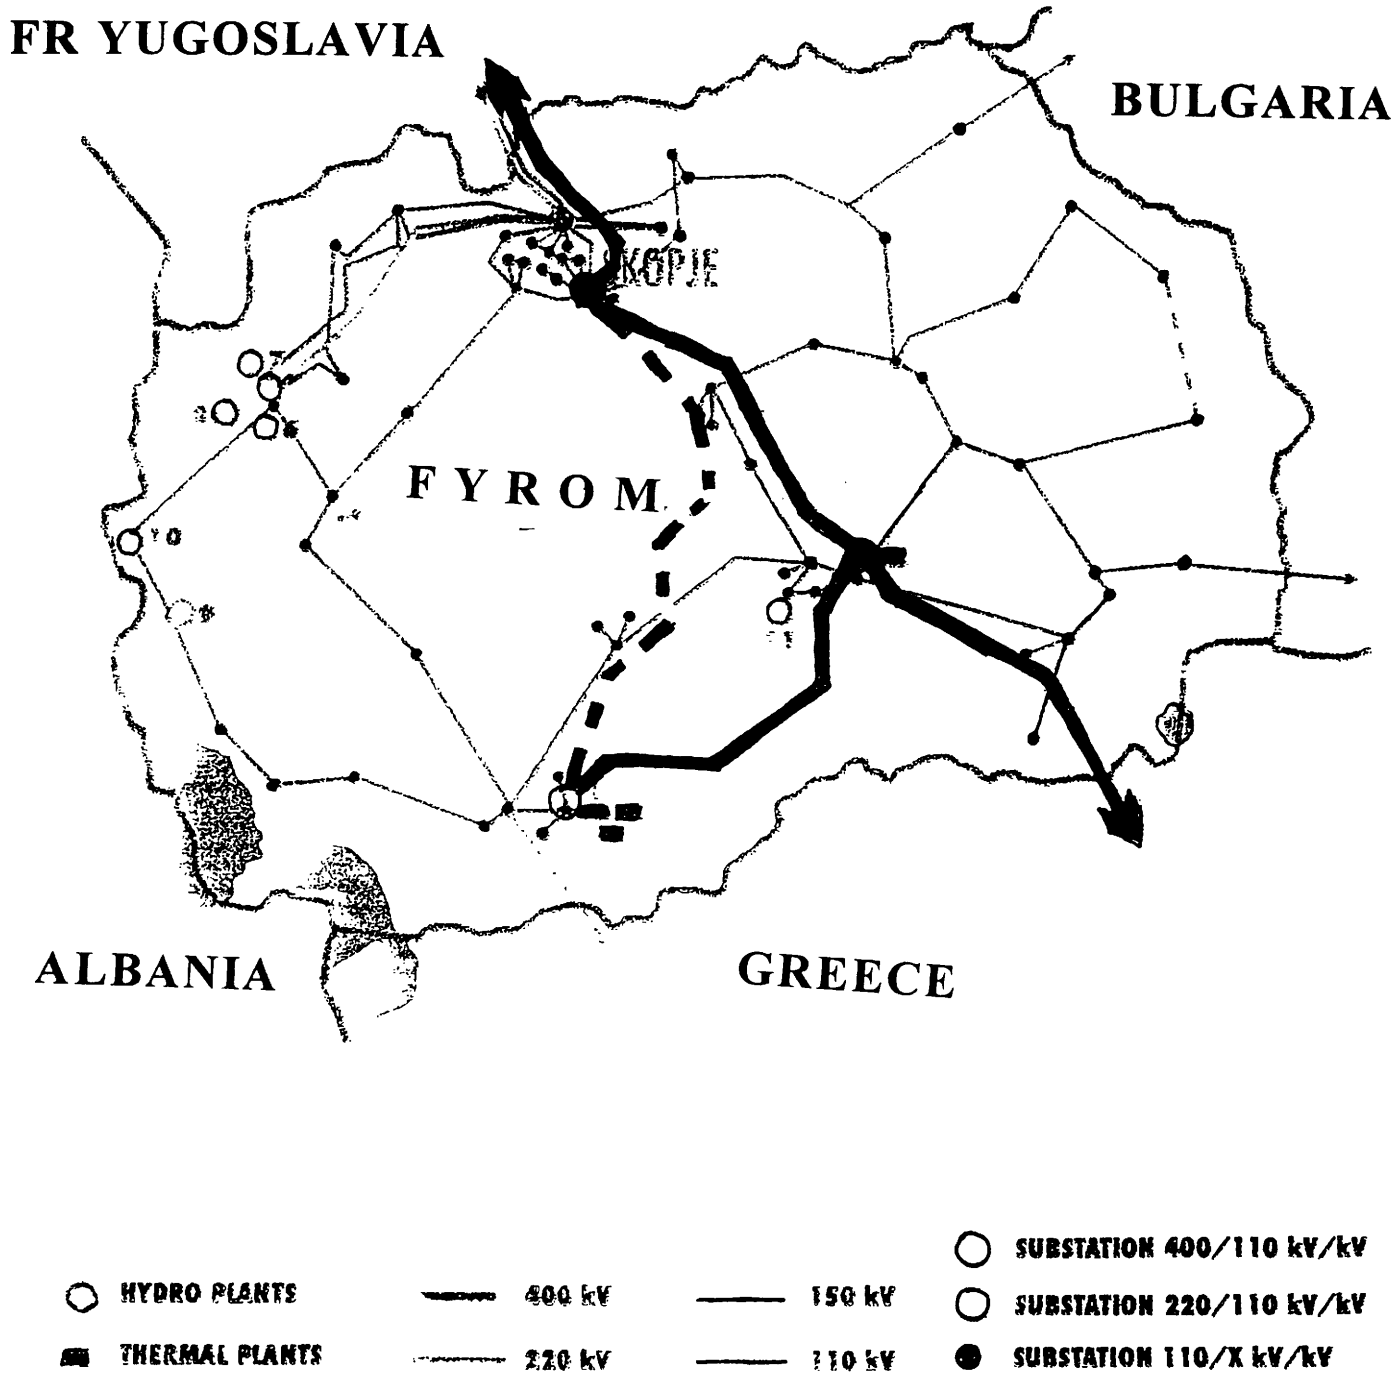 FR YUGOSLAVIA
BULGARIA
KOPJE
FYROM
ALBANIA
GREECE
SUBSTATION 400/110 kV/kV
HYDRO PLANTS
400 kV
150 kV
SUBSTATION 220/110 kV/kV
THERMAL PLANTS
220 kV
110 kV
SUBSTATION 110/X kV/kV